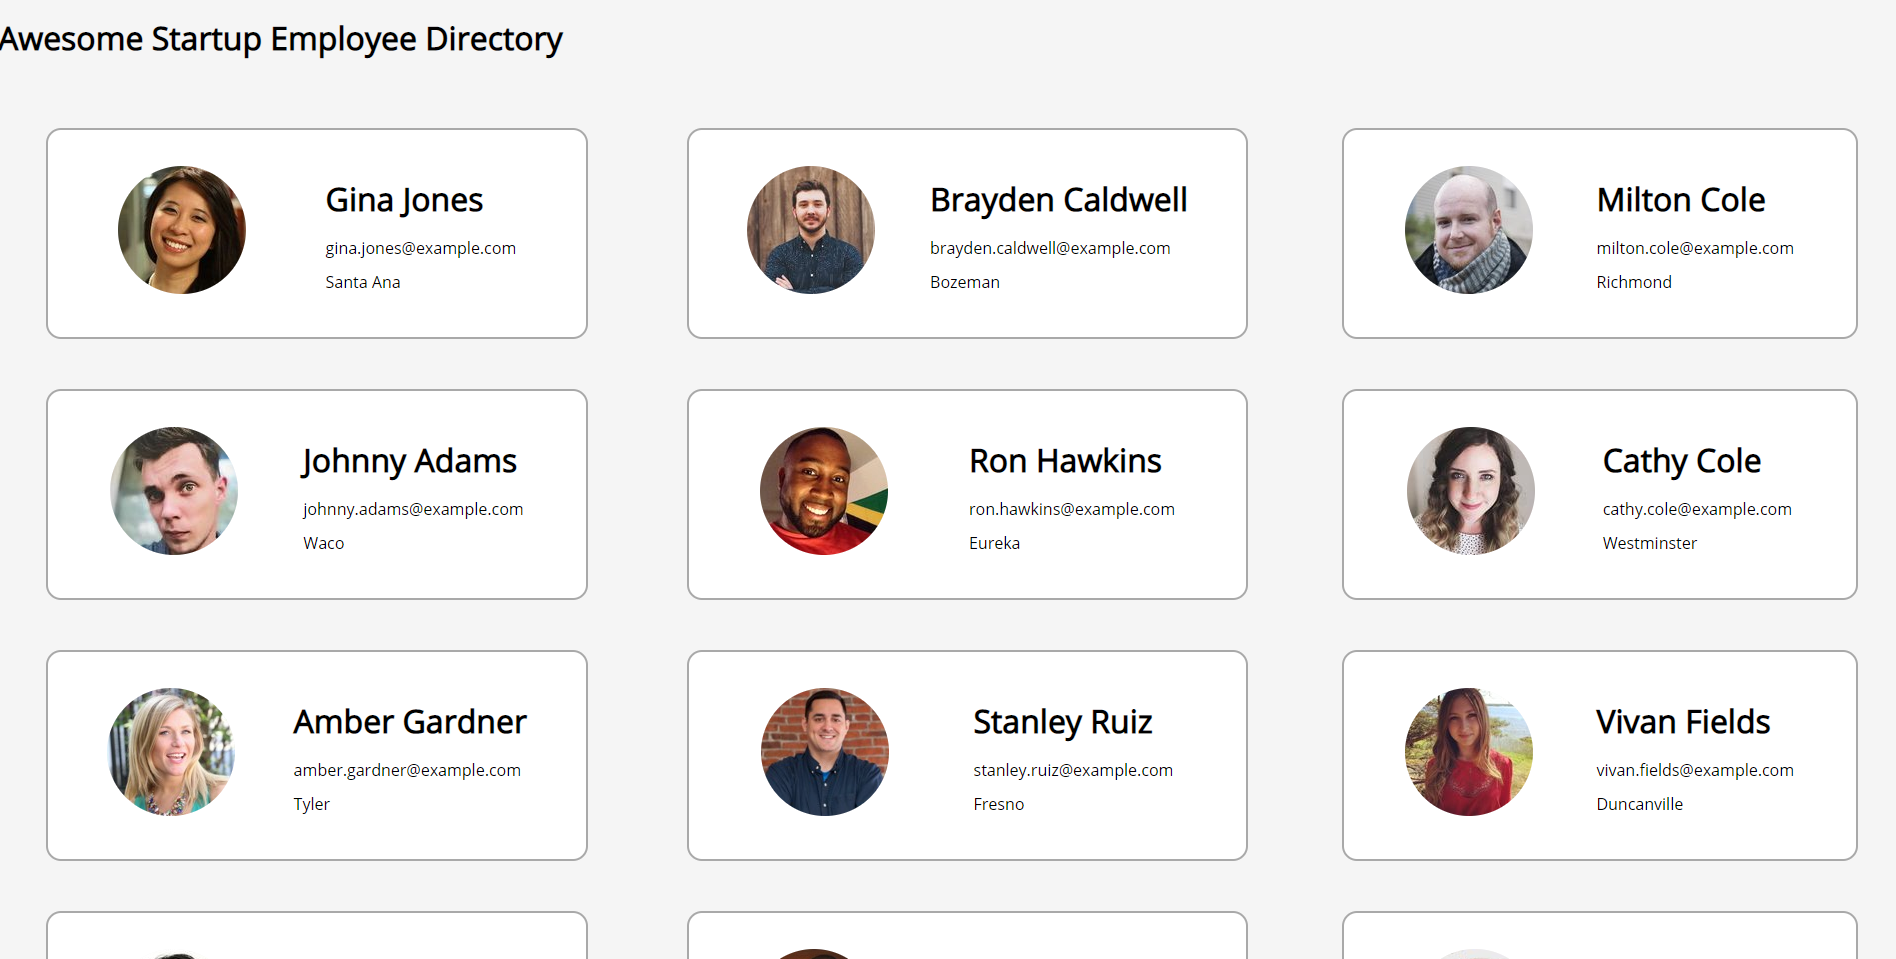 Awesome Startup Employee Directory
Gina Jones
gina.jones@example.com
Santa Ana
Brayden Caldwell
brayden.caldwell@example.com
Bozeman
Milton Cole
milton.cole@example.com
Richmond
Johnny Adams
johnny.adams@example.com
Waco
Ron Hawkins
ron.hawkins@example.com
Eureka
Cathy Cole
cathy.cole@example.com
Westminster
Amber Gardner
amber.gardner@example.com
Tyler
Stanley Ruiz
stanley.ruiz@example.com
Fresno
Vivan Fields
vivan.fields@example.com
Duncanville